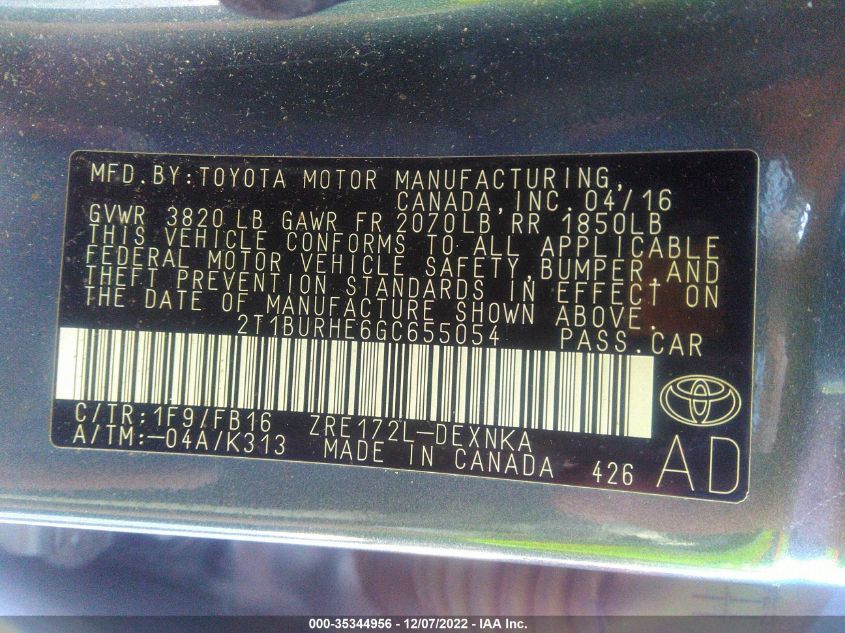 MFD.BY:TOYOTA MOTOR MANUFACTURING,
CANADA,INC.04/16
GVWR 3820 LB GAWR FR 2070LB RR 1850LB
THIS VEHICLE CONFORMS TO ALL APPLICABLE
FEDERAL MOTOR VEHICLE SAFETY,BUMPER,AND
THEFT PREVENTION STANDARDS IN EFFECT ON
THE DATE OF MANUFACTURE SHOWN ABOVE.
2T1BURHE6GC655054 PASS.CAR
C/TR:1F9/FB16 ZRE172L-DEXNKA
A/TM:-04A/K313 MADE IN CANADA 426 AD
000-35344956 - 12/07/2022 - IAA Inc.